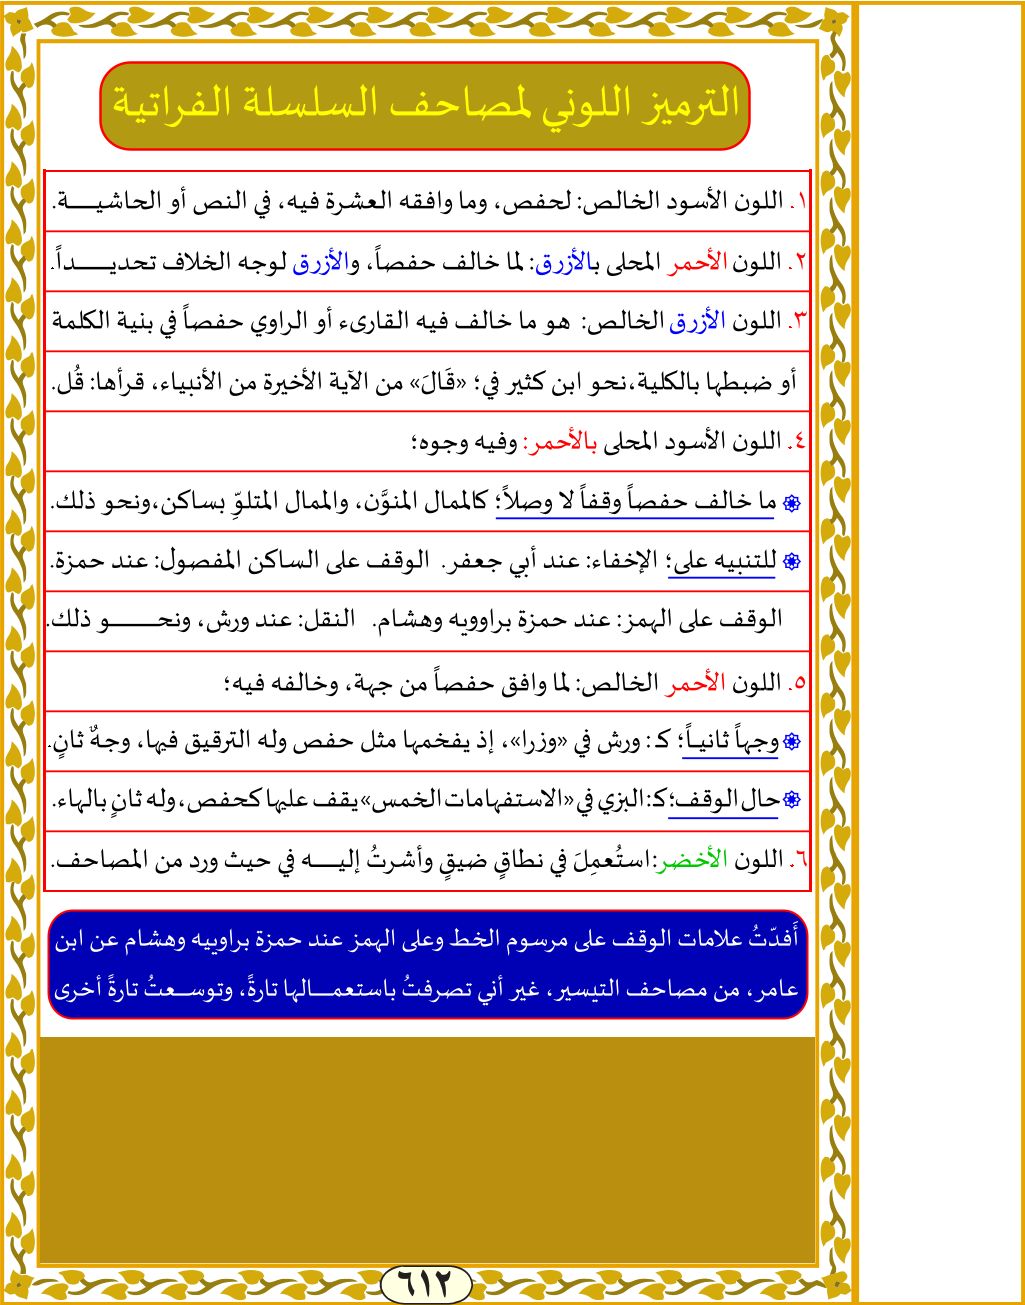 الترميز اللوني لمصاحف السلسلة الفراتية
١. اللون الأسود الخالص: لحفص، وما وافقه العشرة فيه، في النص أو الحاشيـــة.
٢. اللون الأحمر المحلى بالأزرق: لما خالف حفصاً، والأزرق لوجه الخلاف تحديـــداً.
٣. اللون الأزرق الخالص: هو ما خالف فيه القارىء أو الراوي حفصاً في بنية الكلمة
أو ضبطها بالكلية،نحو ابن كثير في؛ «قَالَ» من الآية الأخيرة من الأنبياء، قرأها: قُل.
٤. اللون الأسود المحلى بالأحمر: وفيه وجوه؛
۞ ما خالف حفصاً وقفاً لا وصلاً؛ كالممال المنوَّن، والممال المتلوِّ بساكن،ونحو ذلك.
۞ للتنبيه على؛ الإخفاء: عند أبي جعفر. الوقف على الساكن المفصول: عند حمزة.
الوقف على الهمز: عند حمزة براوويه وهشام. النقل: عند ورش، ونحـــــو ذلك.
٥. اللون الأحمر الخالص: لما وافق حفصاً من جهة، وخالفه فيه؛
۞ وجهاً ثانيـاً؛ كـ: ورش في «وزرا»، إذ يفخمها مثل حفص وله الترقيق فيها، وجهٌ ثانٍ.
۞ حال الوقف؛ كـ: البزي في «الاستفهامات الخمس» يقف عليها كحفص، وله ثانٍ بالهاء.
٦. اللون الأخضر: استُعمِلَ في نطاقٍ ضيقٍ وأشرتُ إليـــه في حيث ورد من المصاحف.
أَفدّتُ علامات الوقف على مرسوم الخط وعلى الهمز عند حمزة براوييه وهشام عن ابن
عامر، من مصاحف التيسير، غير أني تصرفتُ باستعمـــالها تارةً، وتوســعتُ تارةً أخرى
٦١٢